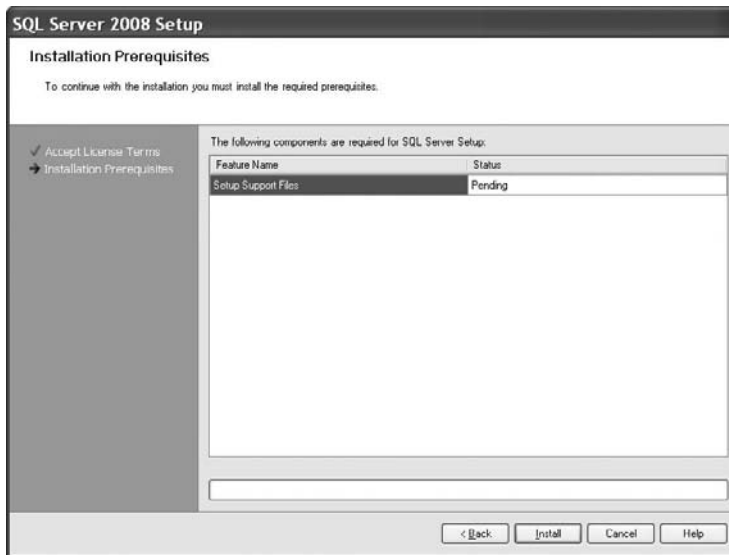 SQL Server 2008 Setup
Installation Prerequisites
To continue with the installation you must install the required prerequisites.
Accept License Terms
Installation Prerequisites
The following components are required for SQL Server Setup:
Feature Name Status
Setup Support Files Pending
< Back Install Cancel Help